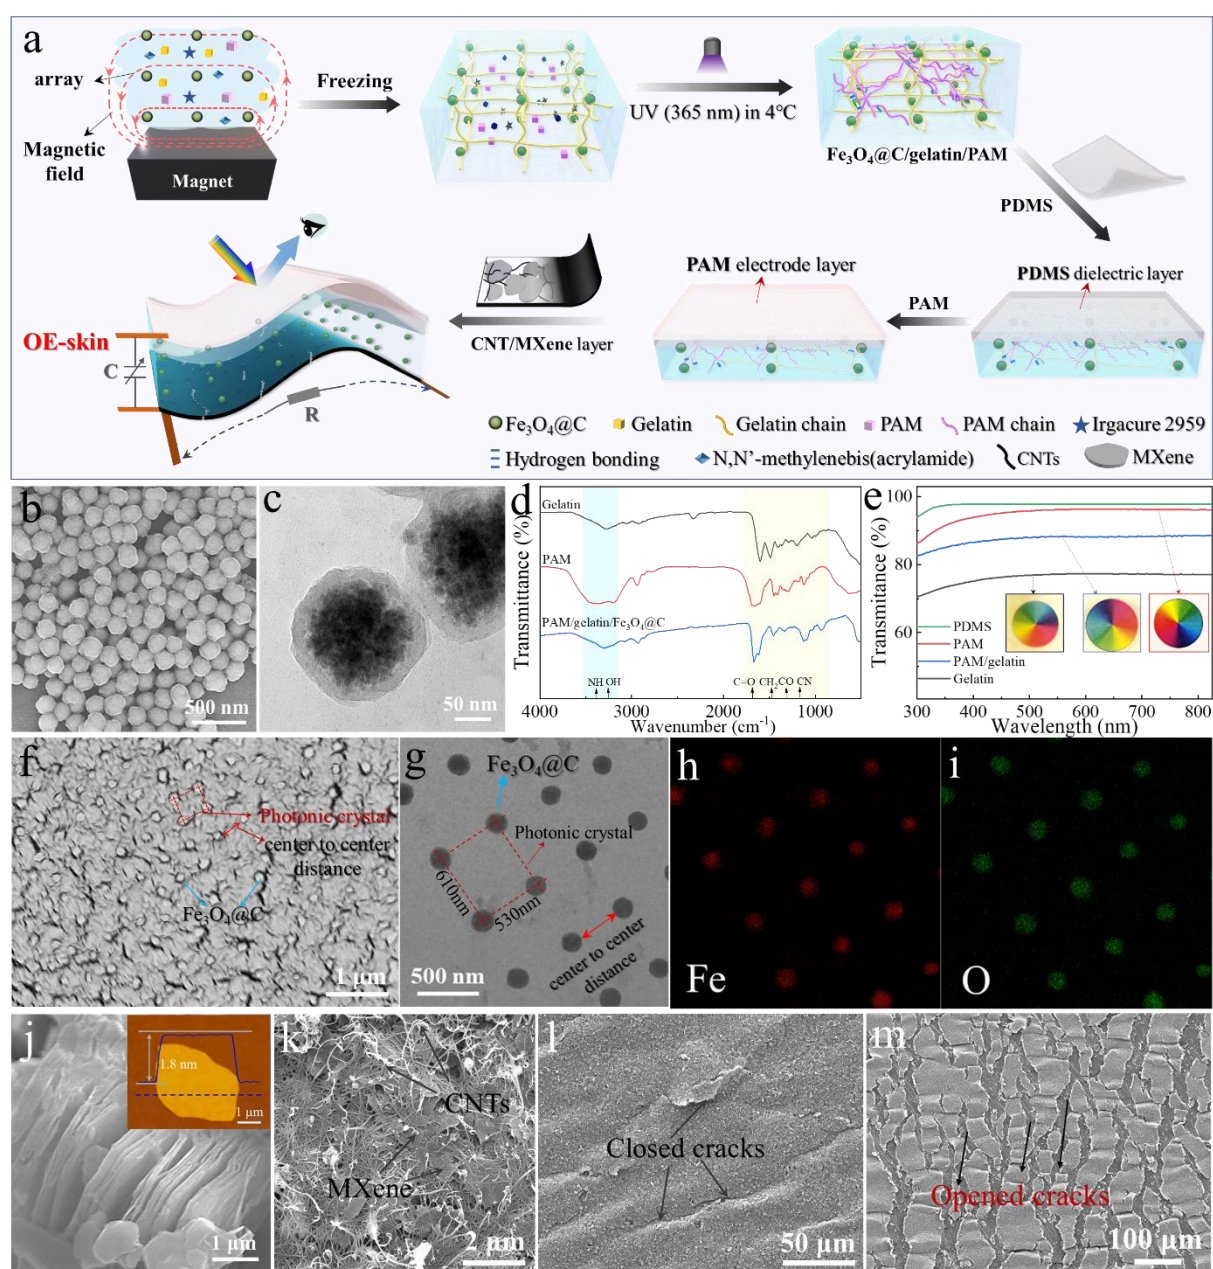 a
array
Magnetic
field
Magnet
Freezing
UV (365 nm) in 4℃
Fe₃O₄@C/gelatin/PAM
PDMS
PDMS dielectric layer
PAM
PAM electrode layer
CNT/MXene layer
OE-skin
C
R
Fe₃O₄@C Gelatin Gelatin chain PAM PAM chain Irgacure 2959
Hydrogen bonding N,N’-methylenebis(acrylamide) CNTs MXene
b
500 nm
c
50 nm
d
Gelatin
PAM
PAM/gelatin/Fe₃O₄@C
NH OH C=O CH₂ CO CN
Transmittance (%)
4000 3000 2000 1000
Wavenumber (cm⁻¹)
e
100
90
80
70
60
Transmittance (%)
PDMS
PAM
PAM/gelatin
Gelatin
300 400 500 600 700 800
Wavelength (nm)
f
Photonic crystal
center to center
distance
Fe₃O₄@C
1 μm
g
Fe₃O₄@C
Photonic crystal
610nm
530nm
center to center
distance
500 nm
h
Fe
i
O
j
1.8 nm
1 μm
1 μm
k
CNTs
MXene
2 μm
l
Closed cracks
50 μm
m
Opened cracks
100 μm